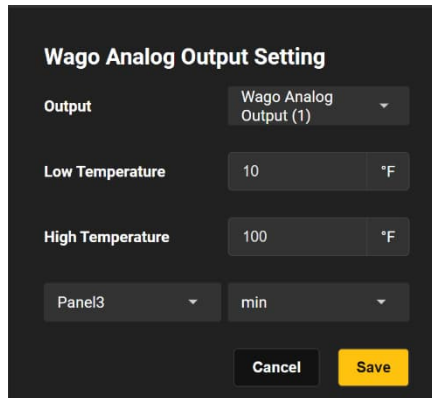 Wago Analog Output Setting
Output
Wago Analog
Output (1)
Low Temperature
10
°F
High Temperature
100
°F
Panel3
min
Cancel
Save